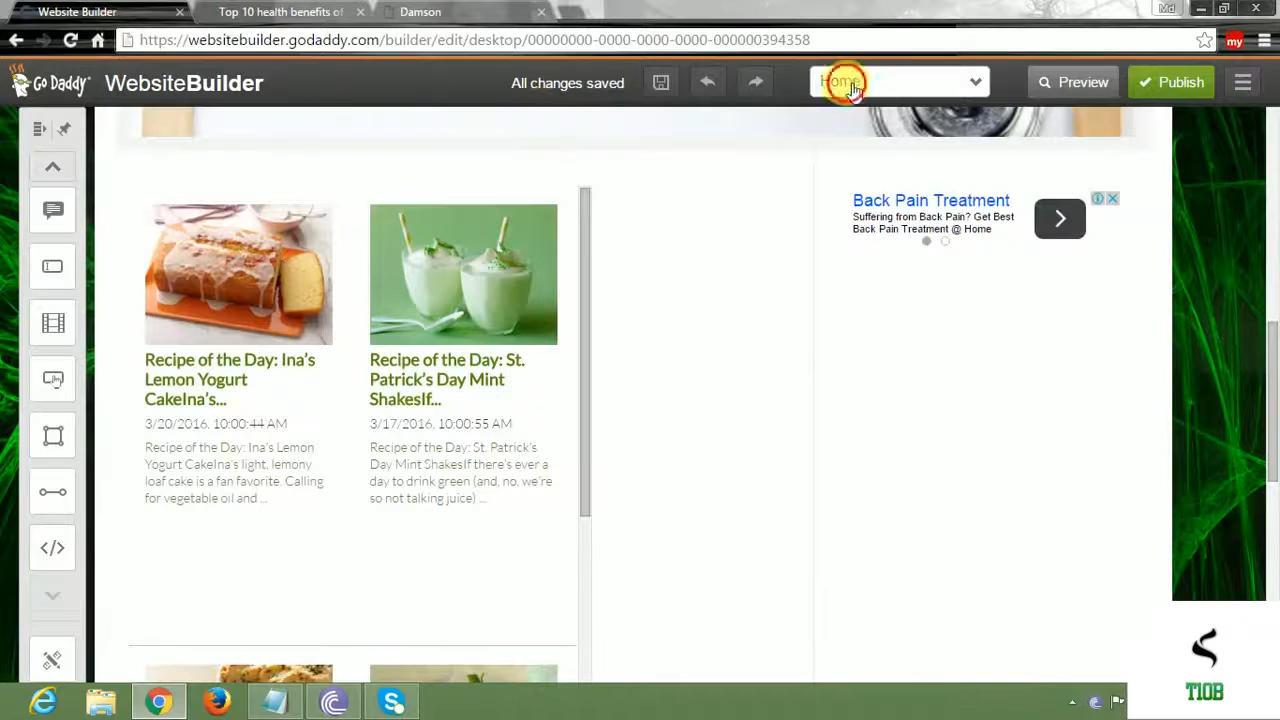 Website Builder
Top 10 health benefits of
Damson
Md
https://websitebuilder.godaddy.com/builder/edit/desktop/00000000-0000-0000-0000-000000394358
my
Go Daddy WebsiteBuilder
All changes saved
Home
Preview
Publish
Back Pain Treatment
Suffering from Back Pain? Get Best
Back Pain Treatment @ Home
Recipe of the Day: Ina's
Lemon Yogurt
CakeIna's...
3/20/2016, 10:00:44 AM
Recipe of the Day: Ina's Lemon
Yogurt CakeIna's light, lemony
loaf cake is a fan favorite. Calling
for vegetable oil and ...
Recipe of the Day: St.
Patrick's Day Mint
ShakesIf...
3/17/2016, 10:00:55 AM
Recipe of the Day: St. Patrick's
Day Mint ShakesIf there's ever a
day to drink green (and, no, we're
so not talking juice) ...
T10B